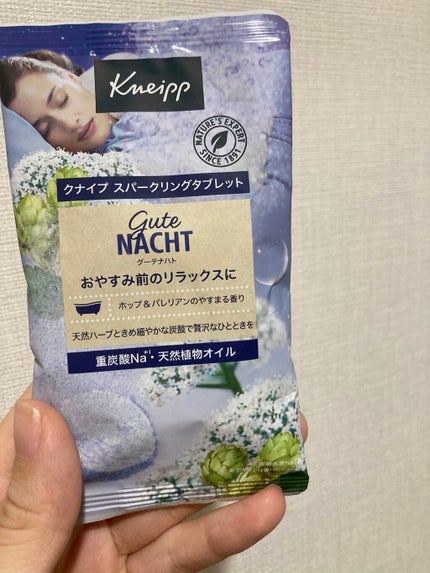 Kneipp
NATURE'S EXPERT
SINCE 1891
クナイプ スパークリングタブレット
Gute
NACHT
グーテナハト
おやすみ前のリラックスに
ホップ&バレリアンのやすまる香り
天然ハーブときめ細やかな炭酸で贅沢なひとときを
重炭酸Na※1・天然植物オイル